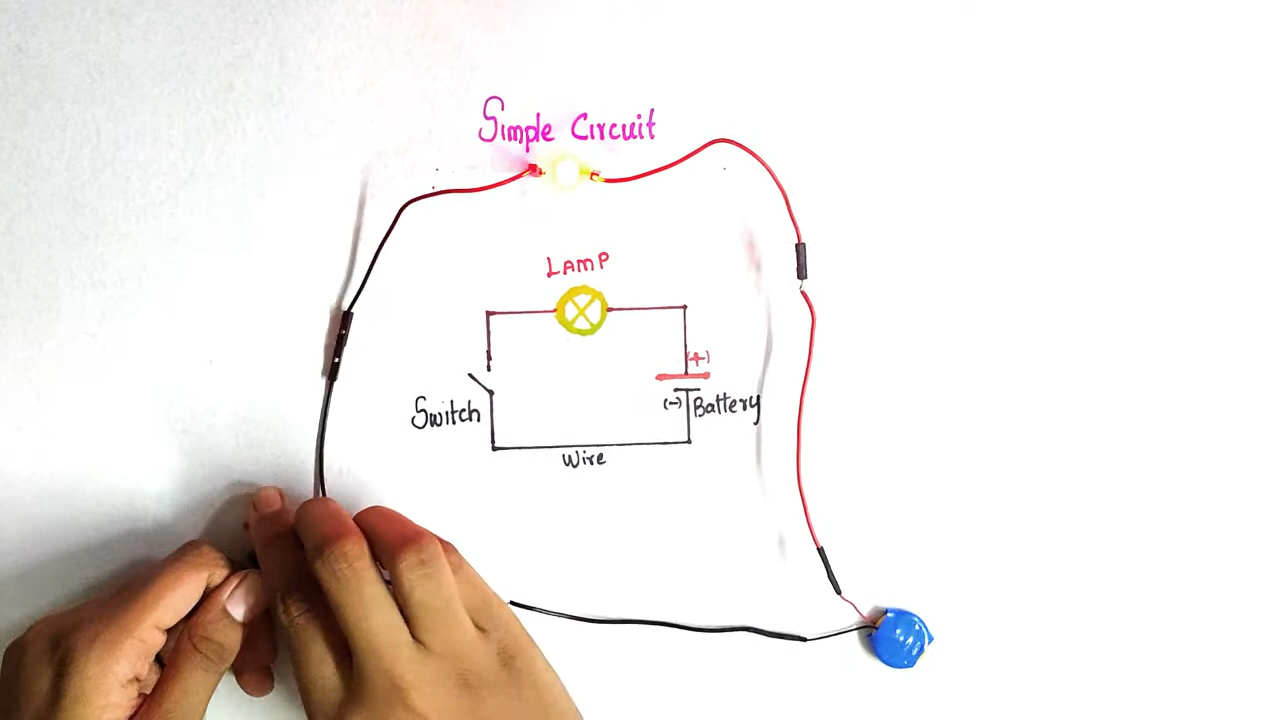 Simple Circuit
LAMP
(+)
Switch
(-) Battery
Wire